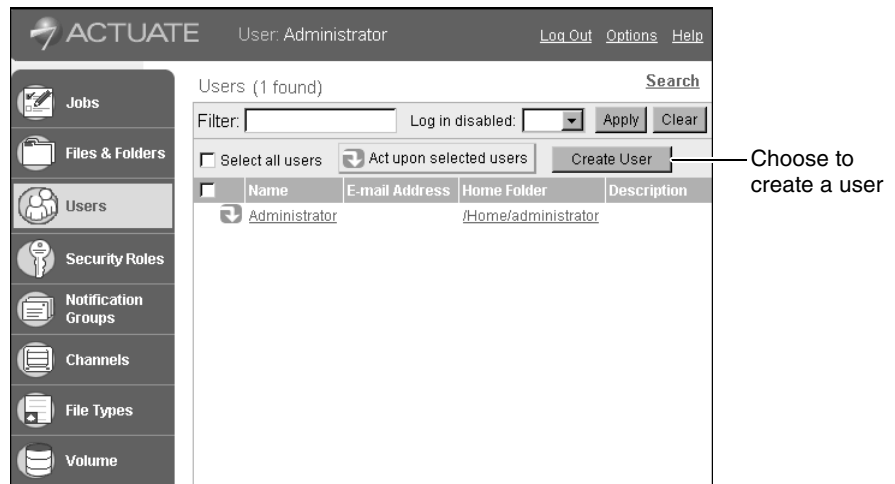 ACTUATE User: Administrator Log Out Options Help
Users (1 found) Search
Filter: Log in disabled: Apply Clear
Select all users Act upon selected users Create User
Name E-mail Address Home Folder Description
Administrator /Home/administrator
Jobs
Files & Folders
Users
Security Roles
Notification
Groups
Channels
File Types
Volume
Choose to
create a user